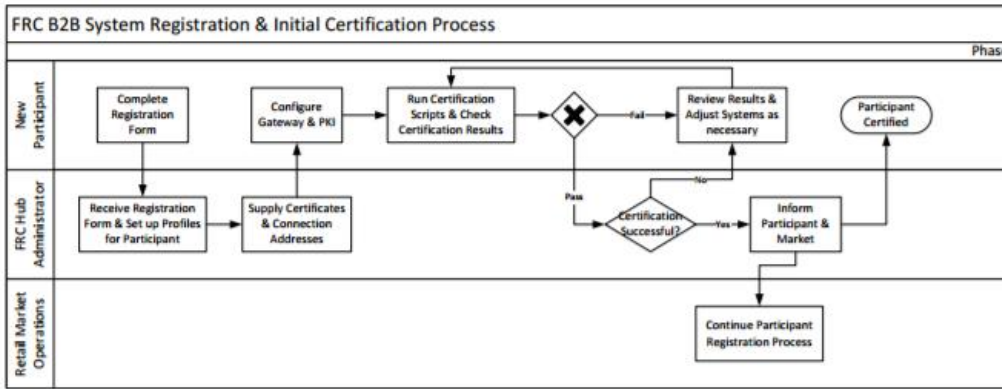 FRC B2B System Registration & Initial Certification Process
Phase
New
Participant
Complete
Registration
Form
Configure
Gateway & PKI
Run Certification
Scripts & Check
Certification Results
Fail
Review Results &
Adjust Systems as
necessary
Participant
Certified
FRC Hub
Administrator
Receive Registration
Form & Set up Profiles
for Participant
Supply Certificates
& Connection
Addresses
Pass
Certification
Successful?
No
Yes
Inform
Participant &
Market
Retail Market
Operations
Continue Participant
Registration Process